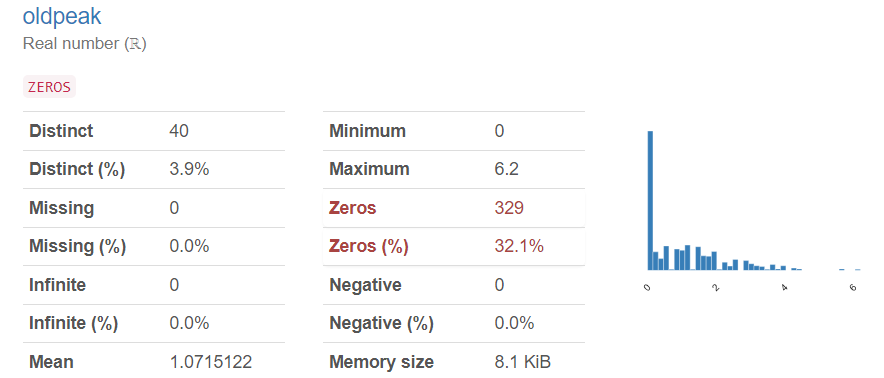 oldpeak
Real number (ℝ)
ZEROS
Distinct 40
Distinct (%) 3.9%
Missing 0
Missing (%) 0.0%
Infinite 0
Infinite (%) 0.0%
Mean 1.0715122
Minimum 0
Maximum 6.2
Zeros 329
Zeros (%) 32.1%
Negative 0
Negative (%) 0.0%
Memory size 8.1 KiB
0 2 4 6